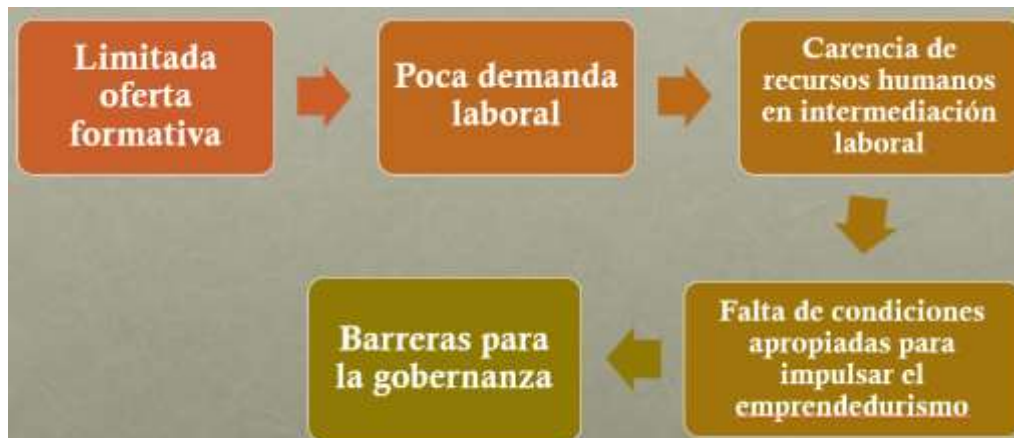 Limitada
oferta
formativa
Poca demanda
laboral
Carencia de
recursos humanos
en intermediación
laboral
Falta de condiciones
apropiadas para
impulsar el
emprendedurismo
Barreras para
la gobernanza